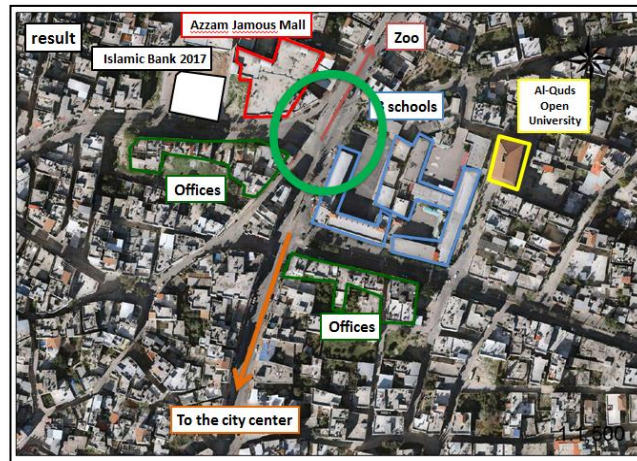 result
Azzam Jamous Mall
Zoo
Islamic Bank 2017
schools
Al-Quds
Open
University
Offices
Offices
To the city center